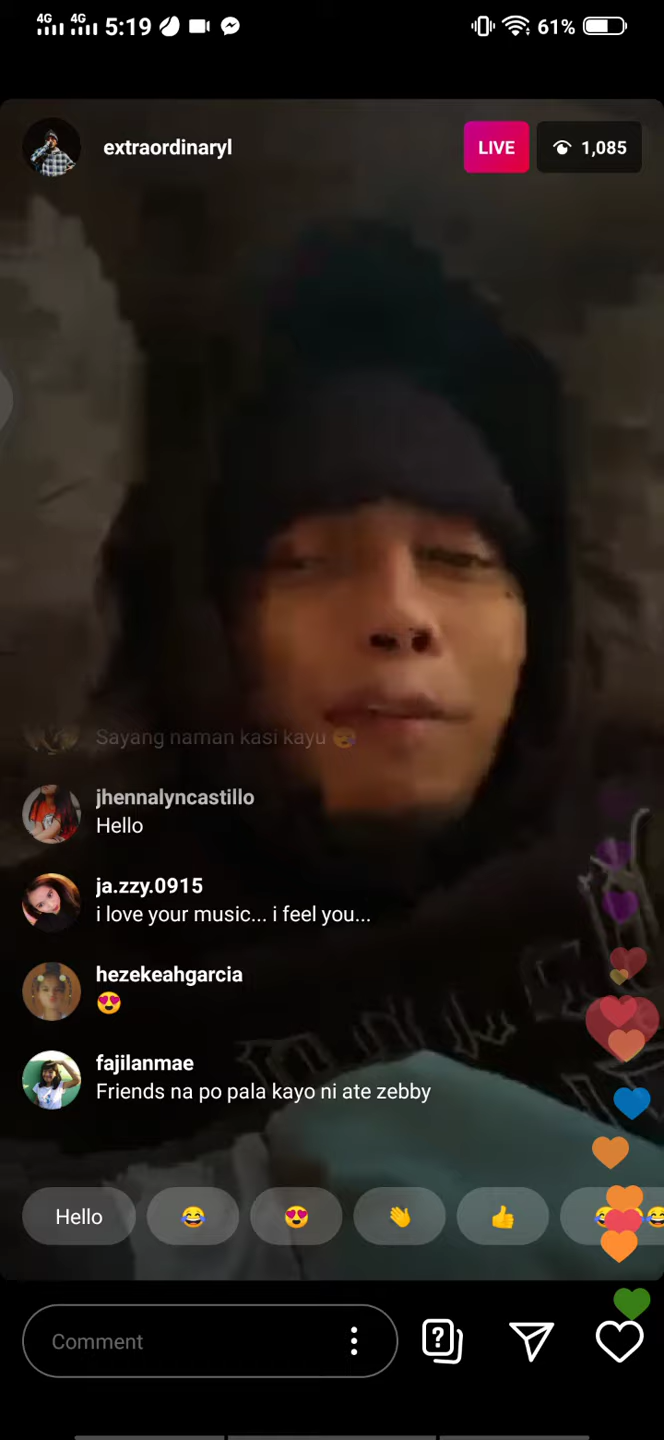 4G 4G 5:19 61%
extraordinaryl LIVE 1,085
Sayang naman kasi kayu 😪
jhennalyncastillo
Hello
ja.zzy.0915
i love your music... i feel you...
hezekeahgarcia
😍
fajilanmae
Friends na po pala kayo ni ate zebby
Hello 😂 😍 👋 👍 😂 😂
Comment